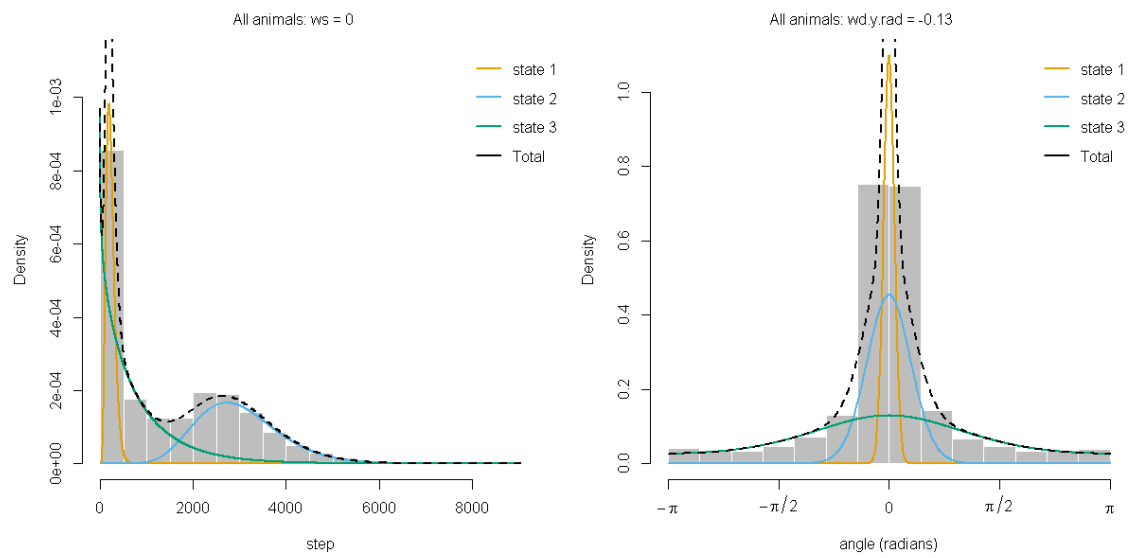 All animals: ws = 0
state 1
state 2
state 3
Total
Density
0e+00
2e-04
4e-04
6e-04
8e-04
1e-03
0
2000
4000
6000
8000
step
All animals: wd.y.rad = -0.13
state 1
state 2
state 3
Total
Density
0.0
0.2
0.4
0.6
0.8
1.0
−π
−π/2
0
π/2
π
angle (radians)